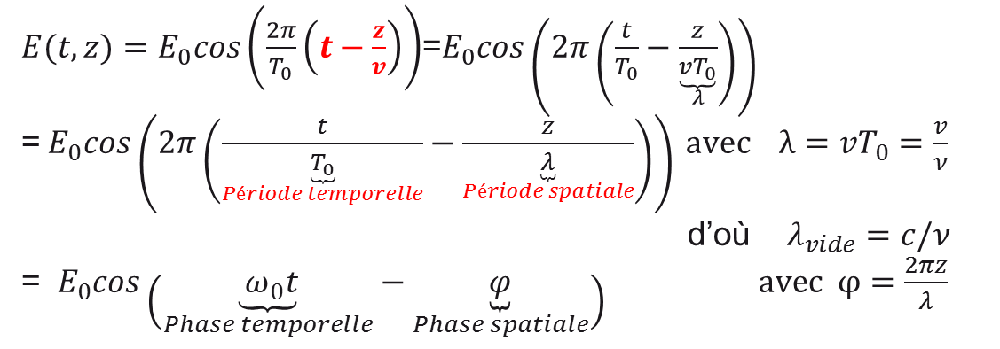 E(t, z) = E₀cos(2π/T₀ (t − z/v))=E₀cos(2π(t/T₀ − z/vT₀ λ))
= E₀cos(2π(t/T₀ Période temporelle − z/λ Période spatiale)) avec λ = vT₀ = v/ν
d’où λvide = c/ν
= E₀cos(ω₀t Phase temporelle − φ Phase spatiale) avec φ = 2πz/λ